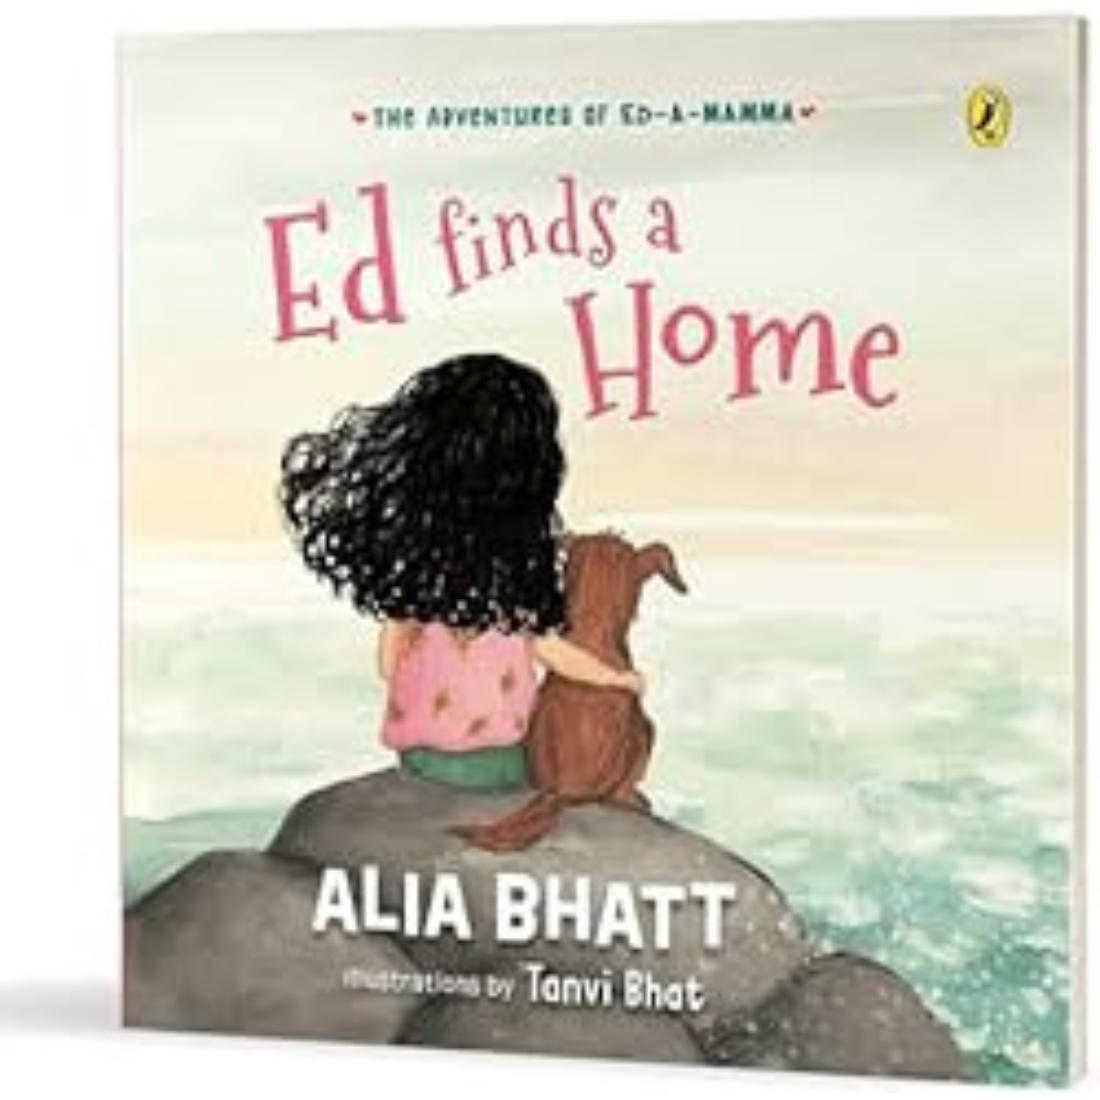 THE ADVENTURES OF ED-A-MAMMA
Ed finds a
Home
ALIA BHATT
illustrations by Tanvi Bhat